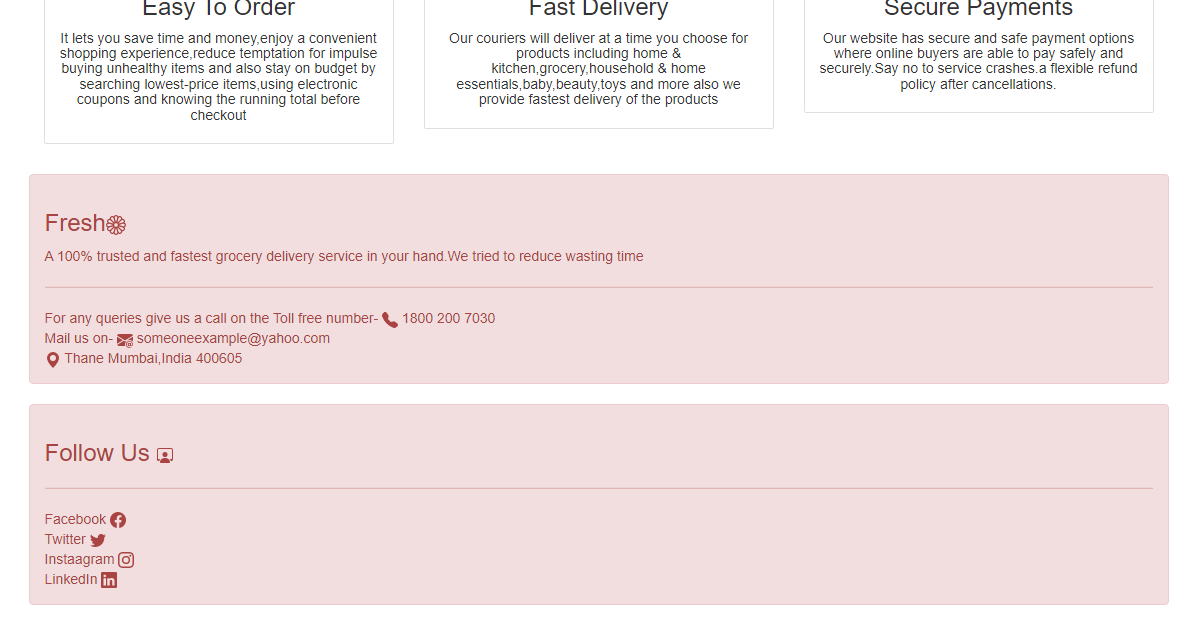 Easy To Order
It lets you save time and money,enjoy a convenient
shopping experience,reduce temptation for impulse
buying unhealthy items and also stay on budget by
searching lowest-price items,using electronic
coupons and knowing the running total before
checkout
Fast Delivery
Our couriers will deliver at a time you choose for
products including home &
kitchen,grocery,household & home
essentials,baby,beauty,toys and more also we
provide fastest delivery of the products
Secure Payments
Our website has secure and safe payment options
where online buyers are able to pay safely and
securely.Say no to service crashes.a flexible refund
policy after cancellations.
Fresh
A 100% trusted and fastest grocery delivery service in your hand.We tried to reduce wasting time
For any queries give us a call on the Toll free number- 1800 200 7030
Mail us on- someoneexample@yahoo.com
Thane Mumbai,India 400605
Follow Us
Facebook
Twitter
Instaagram
LinkedIn